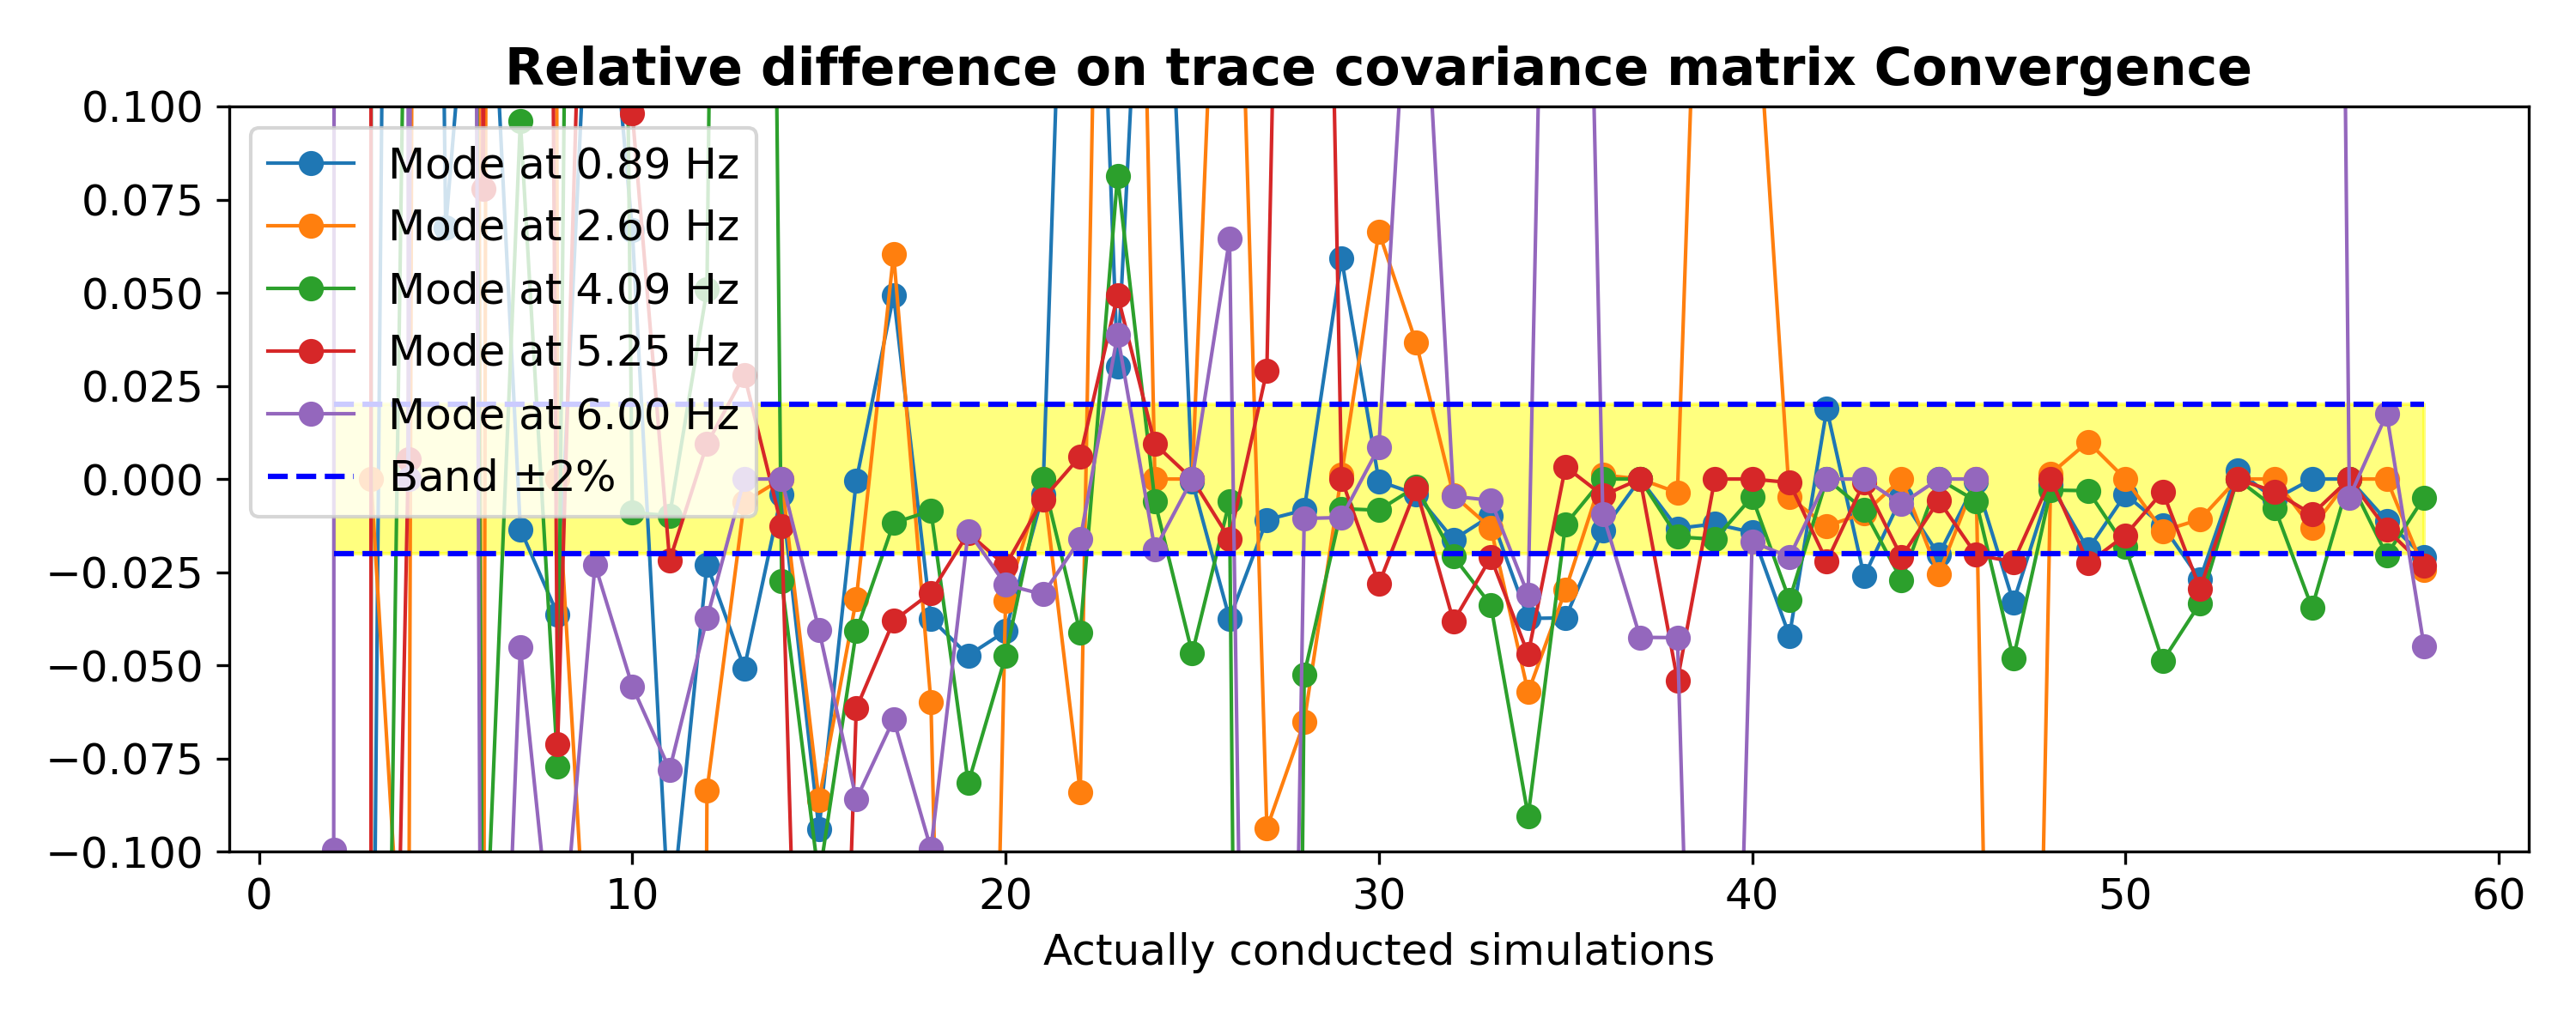 Relative difference on trace covariance matrix Convergence
0.100
0.075
0.050
0.025
0.000
−0.025
−0.050
−0.075
−0.100
Mode at 0.89 Hz
Mode at 2.60 Hz
Mode at 4.09 Hz
Mode at 5.25 Hz
Mode at 6.00 Hz
Band ±2%
0 10 20 30 40 50 60
Actually conducted simulations